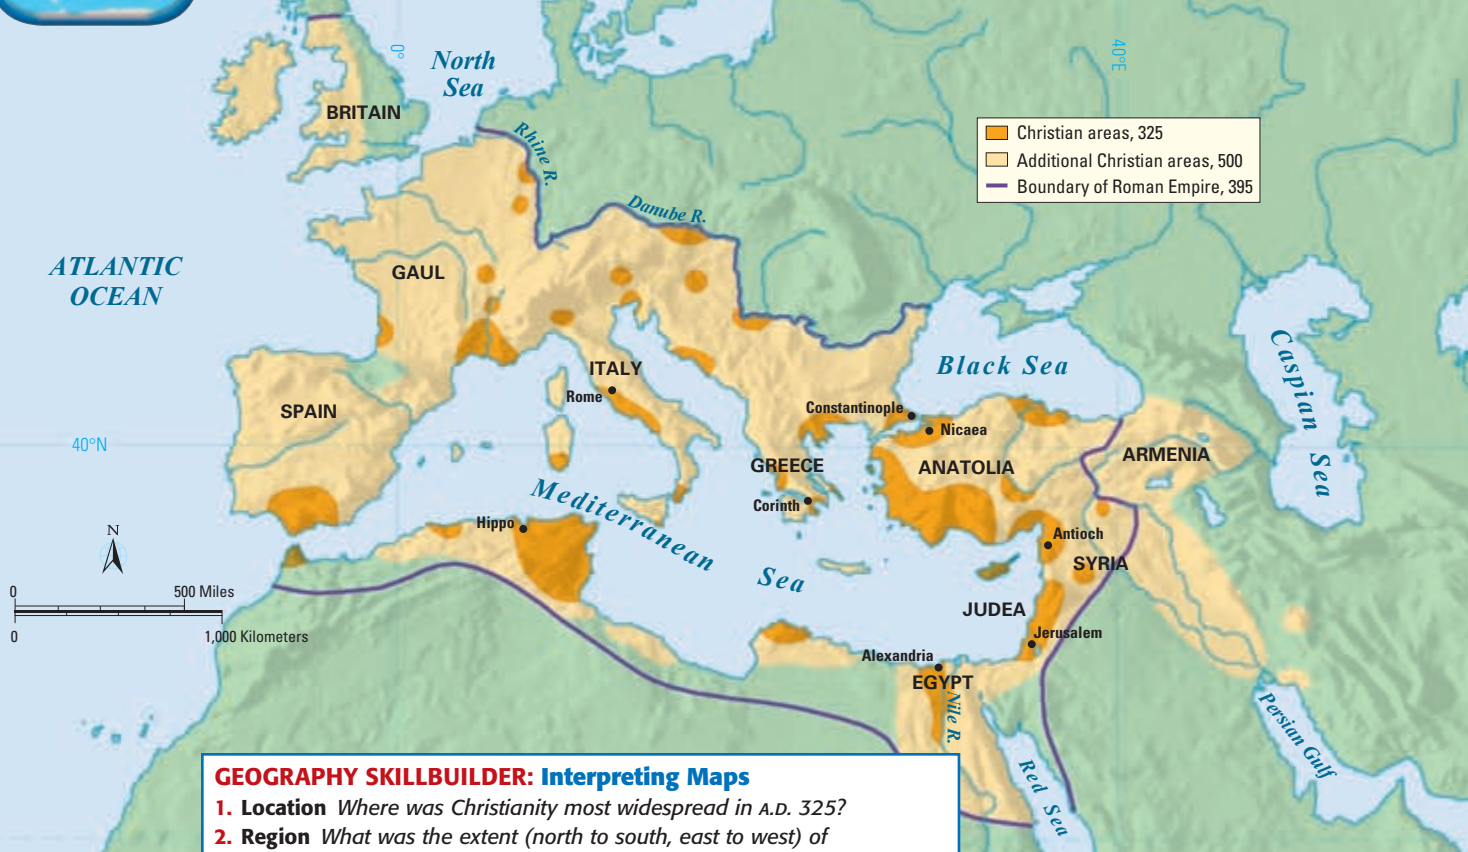 0°
North
Sea
40°E
BRITAIN
Rhine R.
Christian areas, 325
Additional Christian areas, 500
Boundary of Roman Empire, 395
Danube R.
ATLANTIC
OCEAN
GAUL
Caspian Sea
Black Sea
ITALY
Rome
SPAIN
Constantinople
Nicaea
40°N
GREECE
ANATOLIA
ARMENIA
Mediterranean Sea
Corinth
Hippo
Antioch
SYRIA
N
0 500 Miles
0 1,000 Kilometers
JUDEA
Jerusalem
Alexandria
EGYPT
Nile R.
Persian Gulf
Red Sea
GEOGRAPHY SKILLBUILDER: Interpreting Maps
1. Location Where was Christianity most widespread in A.D. 325?
2. Region What was the extent (north to south, east to west) of